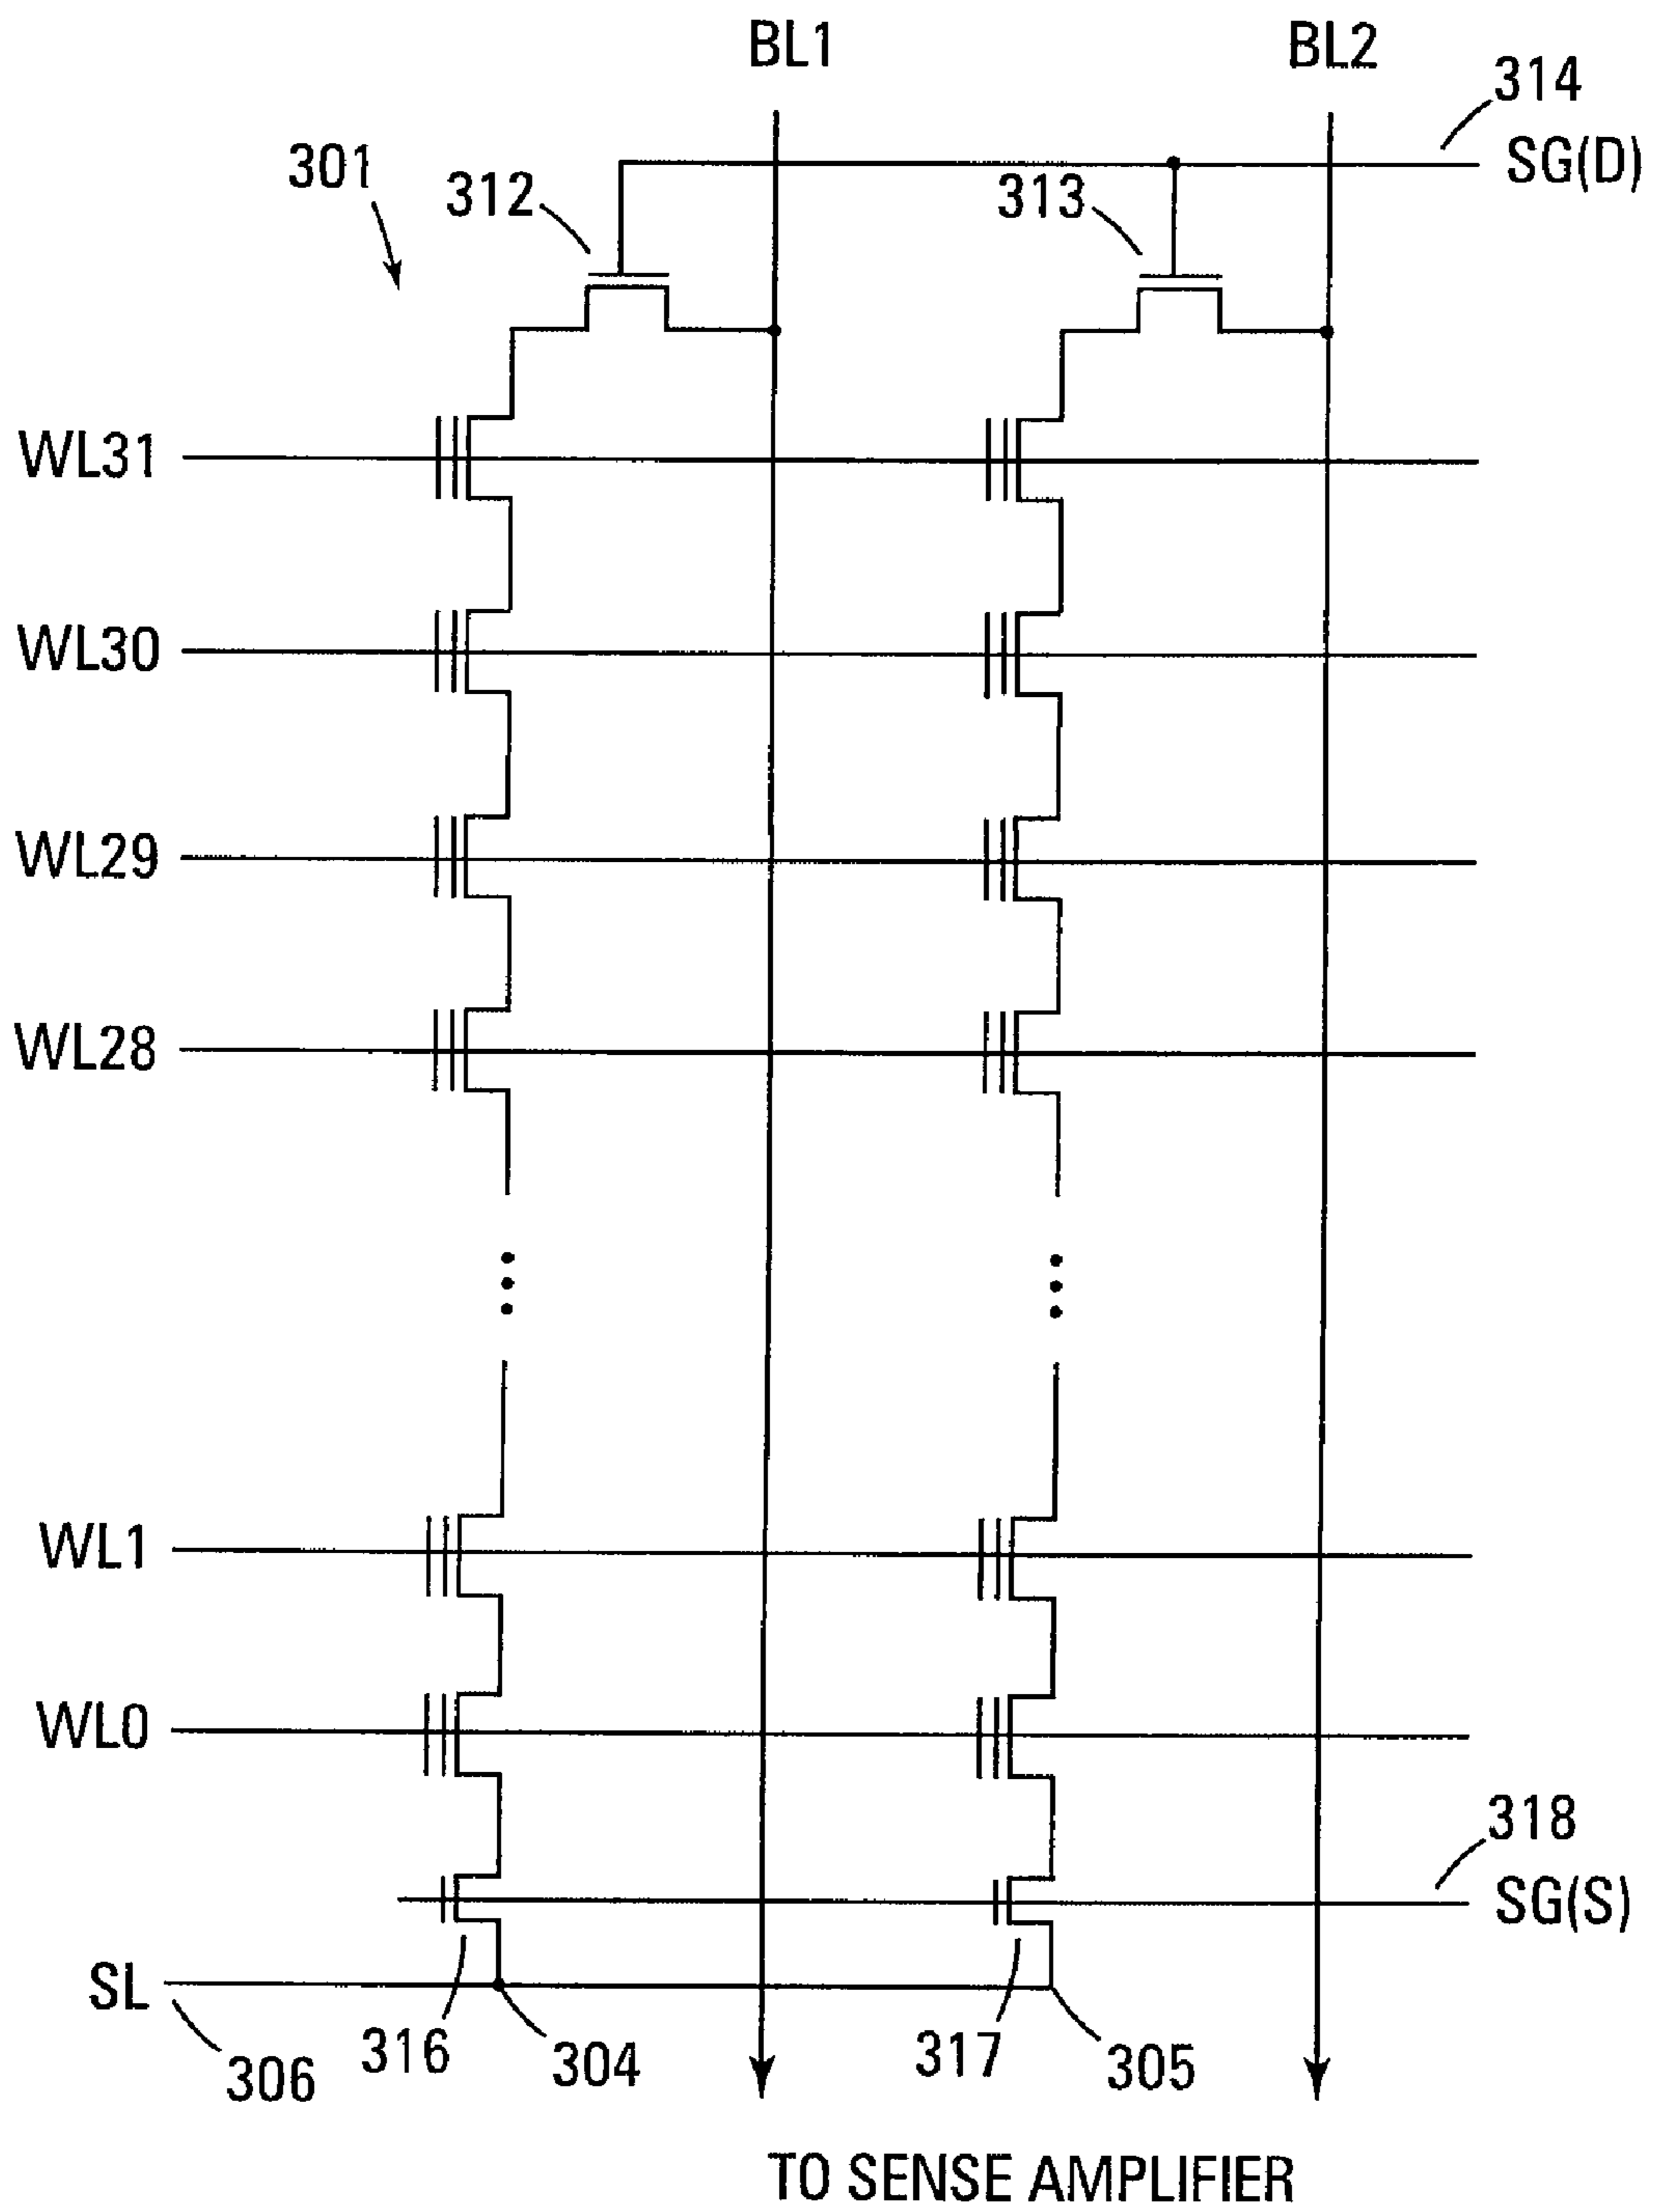 BL1
BL2
314
SG(D)
301
312
313
WL31
WL30
WL29
WL28
WL1
WL0
318
SG(S)
SL
306
316
304
317
305
TO SENSE AMPLIFIER